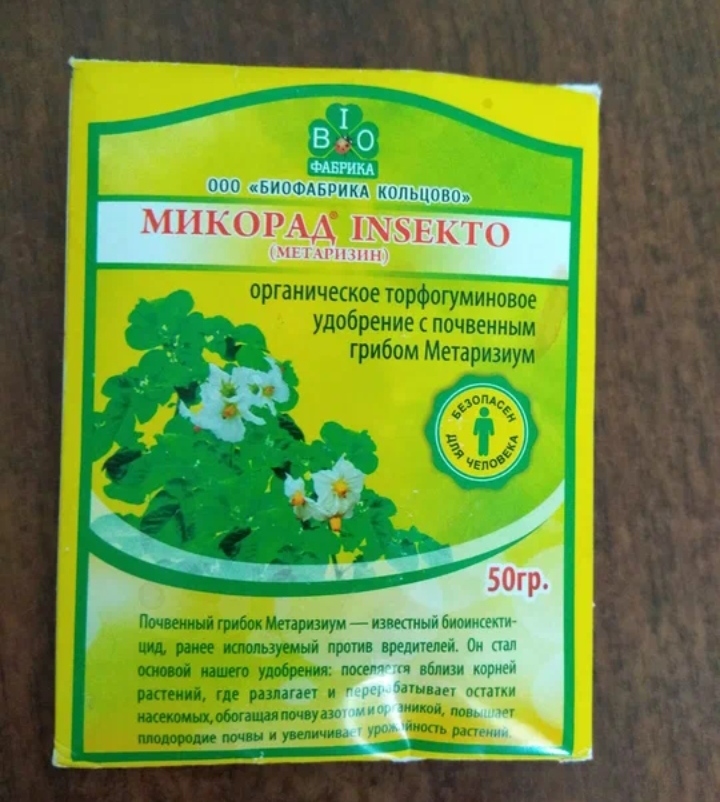 BIO
ФАБРИКА
ООО «БИОФАБРИКА КОЛЬЦОВО»
МИКОРАД® INSEKTO
(МЕТАРИЗИН)
органическое торфогуминовое
удобрение с почвенным
грибом Метаризиум
БЕЗОПАСЕН
ДЛЯ ЧЕЛОВЕКА
50гр.
Почвенный грибок Метаризиум — известный биоинсекти-
цид, ранее используемый против вредителей. Он стал
основой нашего удобрения: поселяется вблизи корней
растений, где разлагает и перерабатывает остатки
насекомых, обогащая почву азотом и органикой, повышает
плодородие почвы и увеличивает урожайность растений.